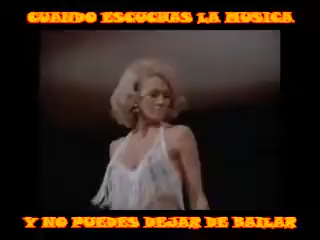 CUANDO ESCUCHAS LA MUSICA
Y NO PUEDES DEJAR DE BAILAR